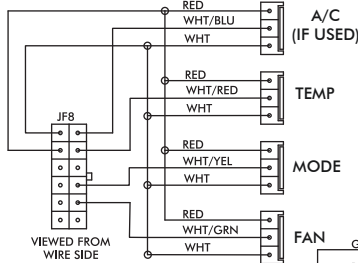 RED
WHT/BLU
WHT
A/C
(IF USED)
RED
WHT/RED
WHT
TEMP
JF8
RED
WHT/YEL
WHT
MODE
RED
WHT/GRN
WHT
FAN
VIEWED FROM
WIRE SIDE
G